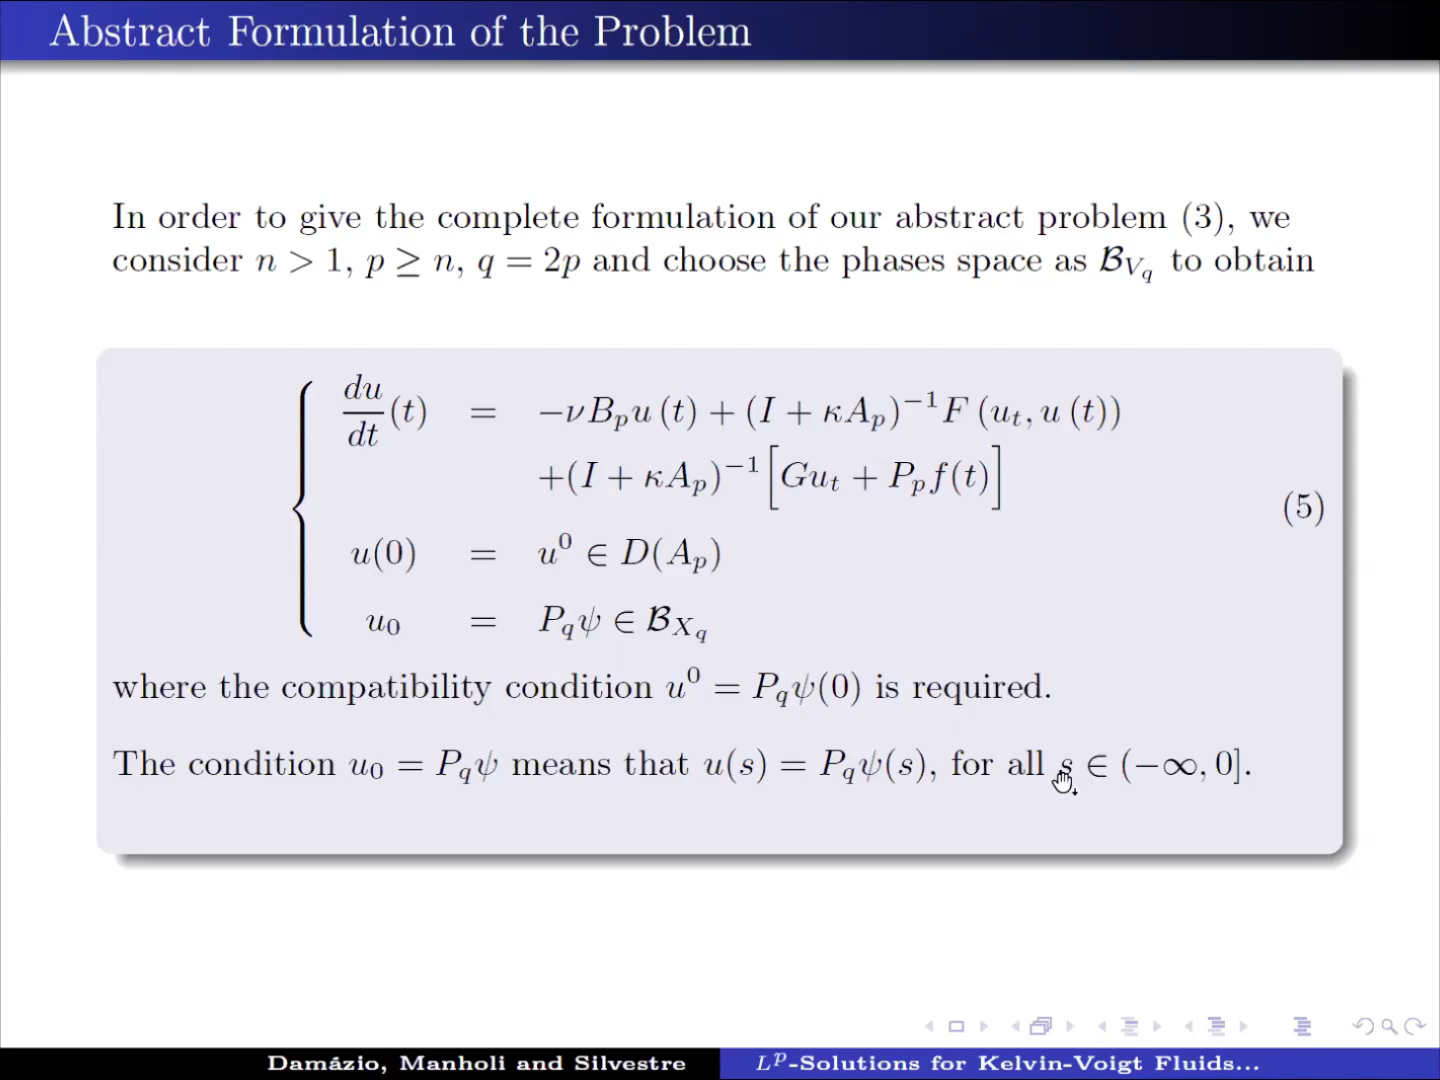 Abstract Formulation of the Problem
In order to give the complete formulation of our abstract problem (3), we
consider n > 1, p ≥ n, q = 2p and choose the phases space as 𝓑_{V_q} to obtain
du/dt (t) = −νB_p u (t) + (I + κA_p)^{−1} F (u_t, u (t))
+(I + κA_p)^{−1} [Gu_t + P_p f(t)]
(5)
u(0) = u^0 ∈ D(A_p)
u_0 = P_q ψ ∈ 𝓑_{X_q}
where the compatibility condition u^0 = P_q ψ(0) is required.
The condition u_0 = P_q ψ means that u(s) = P_q ψ(s), for all s ∈ (−∞, 0].
Damázio, Manholi and Silvestre L^p-Solutions for Kelvin-Voigt Fluids...